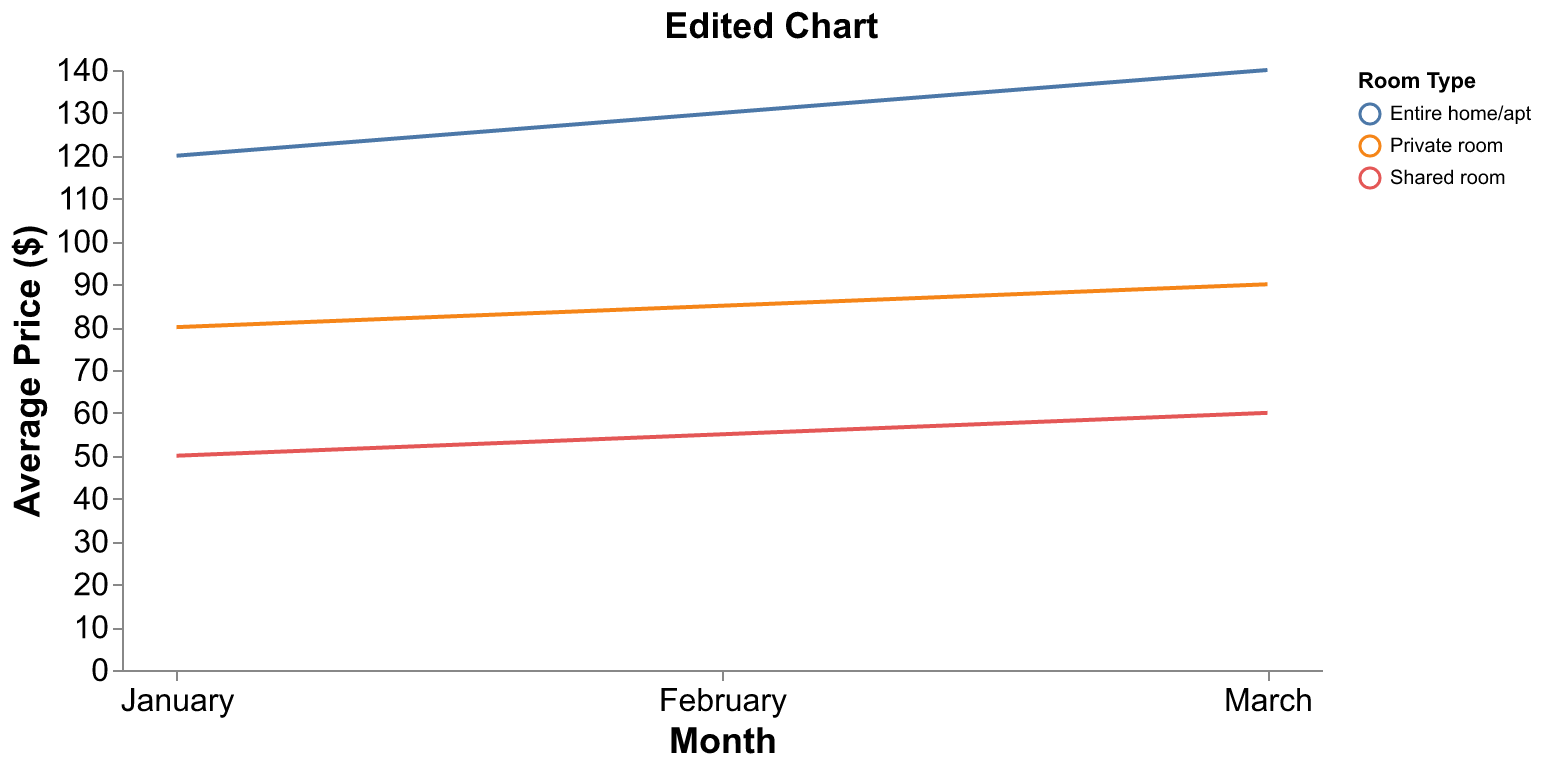 Edited Chart
Average Price ($)
140
130
120
110
100
90
80
70
60
50
40
30
20
10
0
January February March
Month
Room Type
Entire home/apt
Private room
Shared room